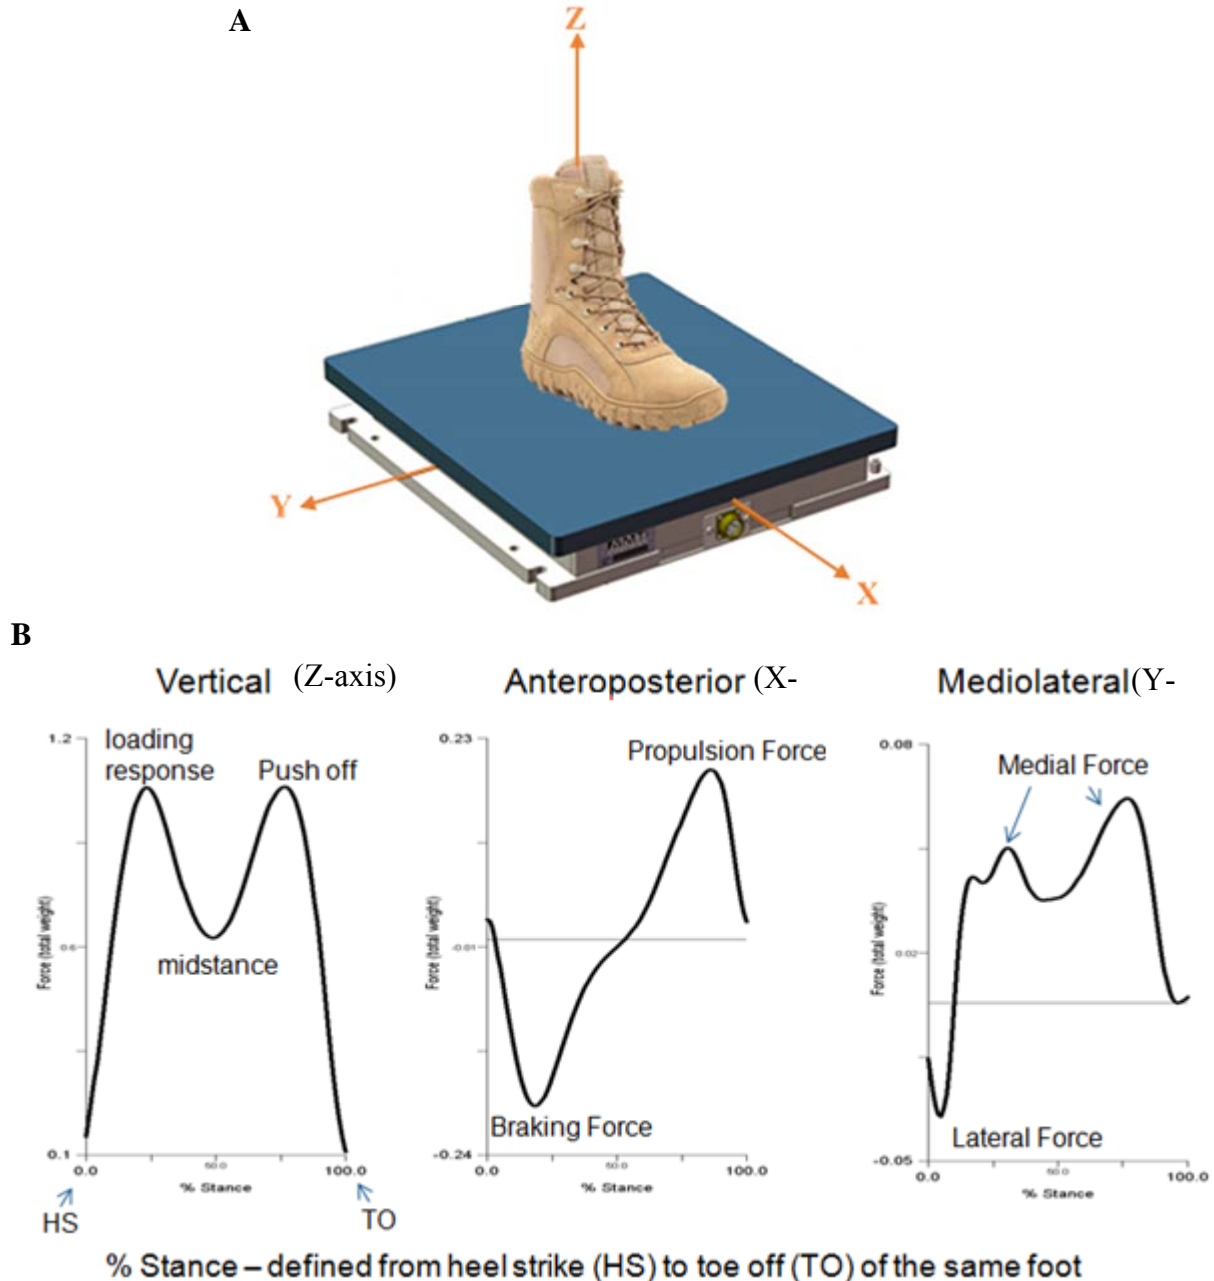 A
Z
Y
X
B
Vertical (Z-axis)
Anteroposterior (X-
Mediolateral(Y-
1.2
loading
response
Push off
midstance
0.6
0.1
Force (total weight)
0.0
50.0
100.0
% Stance
HS
TO
0.23
Propulsion Force
-0.01
Braking Force
-0.24
Force (total weight)
0.0
50.0
100.0
% Stance
0.08
Medial Force
0.02
Lateral Force
-0.05
Force (total weight)
0.0
50.0
100.0
% Stance
% Stance – defined from heel strike (HS) to toe off (TO) of the same foot